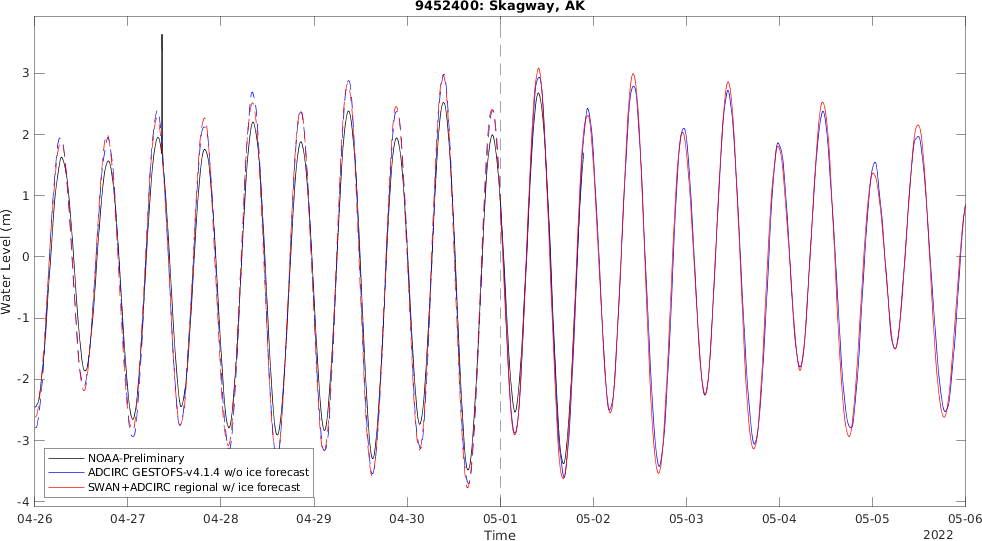 9452400: Skagway, AK
Water Level (m)
3
2
1
0
-1
-2
-3
-4
NOAA-Preliminary
ADCIRC GESTOFS-v4.1.4 w/o ice forecast
SWAN+ADCIRC regional w/ ice forecast
04-26 04-27 04-28 04-29 04-30 05-01 05-02 05-03 05-04 05-05 05-06
Time
2022